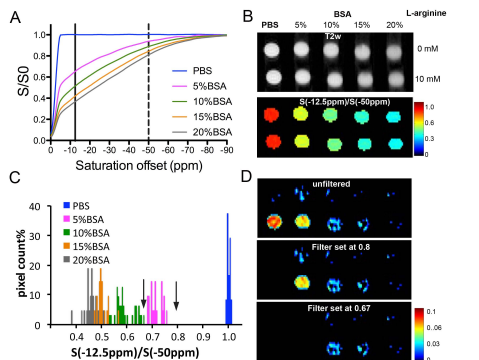 A
S/S0
1.0
0.8
0.6
0.4
0.2
0.0
PBS
5%BSA
10%BSA
15%BSA
20%BSA
0 -10 -30 -50 -70 -90
Saturation offset (ppm)
B
BSA
L-arginine
PBS 5% 10% 15% 20%
T2w
0 mM
10 mM
S(-12.5ppm)/S(-50ppm)
1.0
0.6
0.3
0
C
pixel count%
40
30
20
10
0
PBS
5%BSA
10%BSA
15%BSA
20%BSA
0.4 0.5 0.6 0.7 0.8 0.9 1.0
S(-12.5ppm)/S(-50ppm)
D
unfiltered
Filter set at 0.8
Filter set at 0.67
0.1
0.06
0.03
0